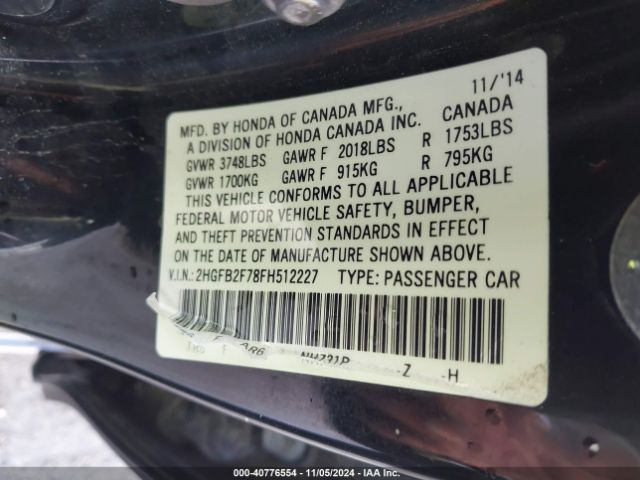 11/'14
MFD. BY HONDA OF CANADA MFG., CANADA
A DIVISION OF HONDA CANADA INC.
GVWR 3748LBS GAWR F 2018LBS R 1753LBS
GVWR 1700KG GAWR F 915KG R 795KG
THIS VEHICLE CONFORMS TO ALL APPLICABLE
FEDERAL MOTOR VEHICLE SAFETY, BUMPER,
AND THEFT PREVENTION STANDARDS IN EFFECT
ON THE DATE OF MANUFACTURE SHOWN ABOVE.
V.I.N.: 2HGFB2F78FH512227 TYPE: PASSENGER CAR
NH731P -Z -H
000-40776554 - 11/05/2024 - IAA Inc.